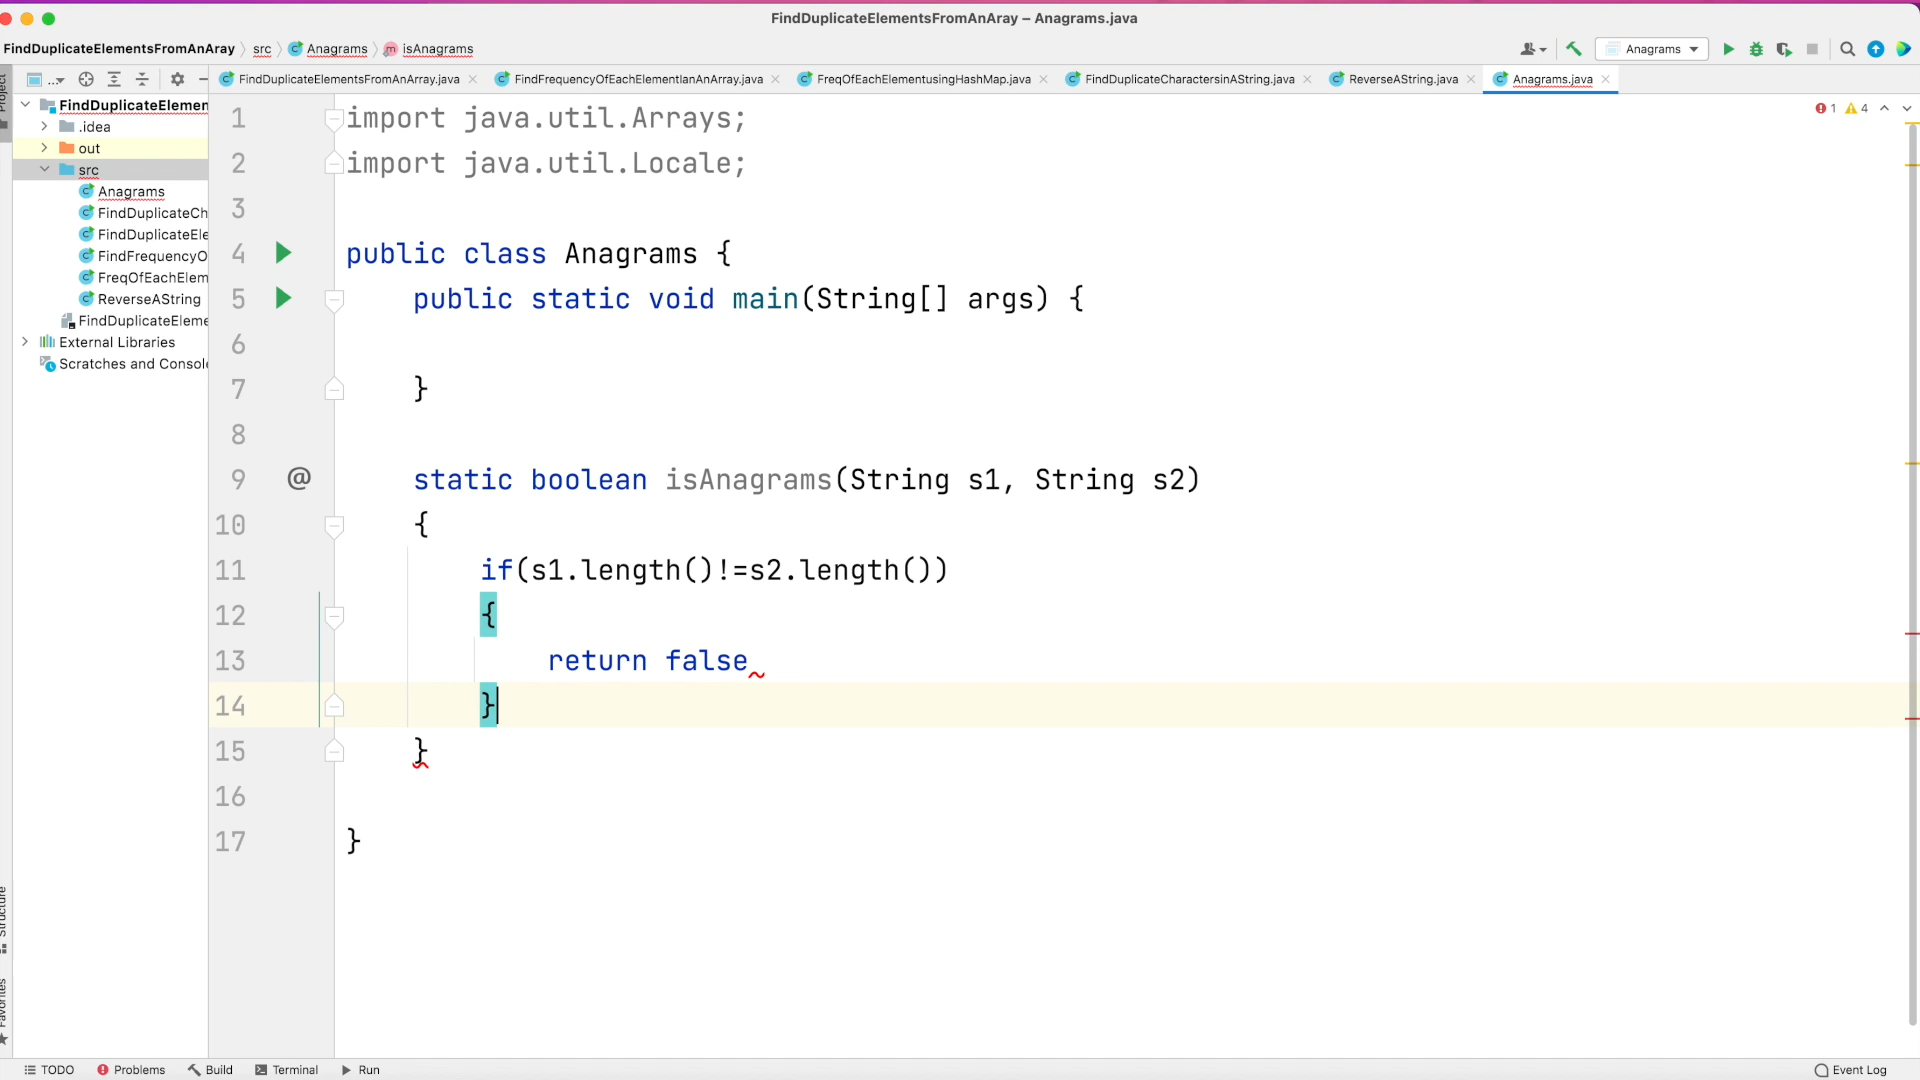 FindDuplicateElementsFromAnAray – Anagrams.java
FindDuplicateElementsFromAnAray 〉 src 〉 Anagrams 〉 isAnagrams
Anagrams
Project
...
FindDuplicateElementsFromAnArray.java
FindFrequencyOfEachElementIanAnArray.java
FreqOfEachElementusingHashMap.java
FindDuplicateCharactersinAString.java
ReverseAString.java
Anagrams.java
FindDuplicateElemen
.idea
out
src
Anagrams
FindDuplicateCh
FindDuplicateEle
FindFrequencyO
FreqOfEachElem
ReverseAString
FindDuplicateEleme
External Libraries
Scratches and Consol
1 4
1 import java.util.Arrays;
2 import java.util.Locale;
3
4 public class Anagrams {
5 public static void main(String[] args) {
6
7 }
8
9 @ static boolean isAnagrams(String s1, String s2)
10 {
11 if(s1.length()!=s2.length())
12 {
13 return false
14 }
15 }
16
17 }
Structure
Favorites
TODO Problems Build Terminal Run Event Log